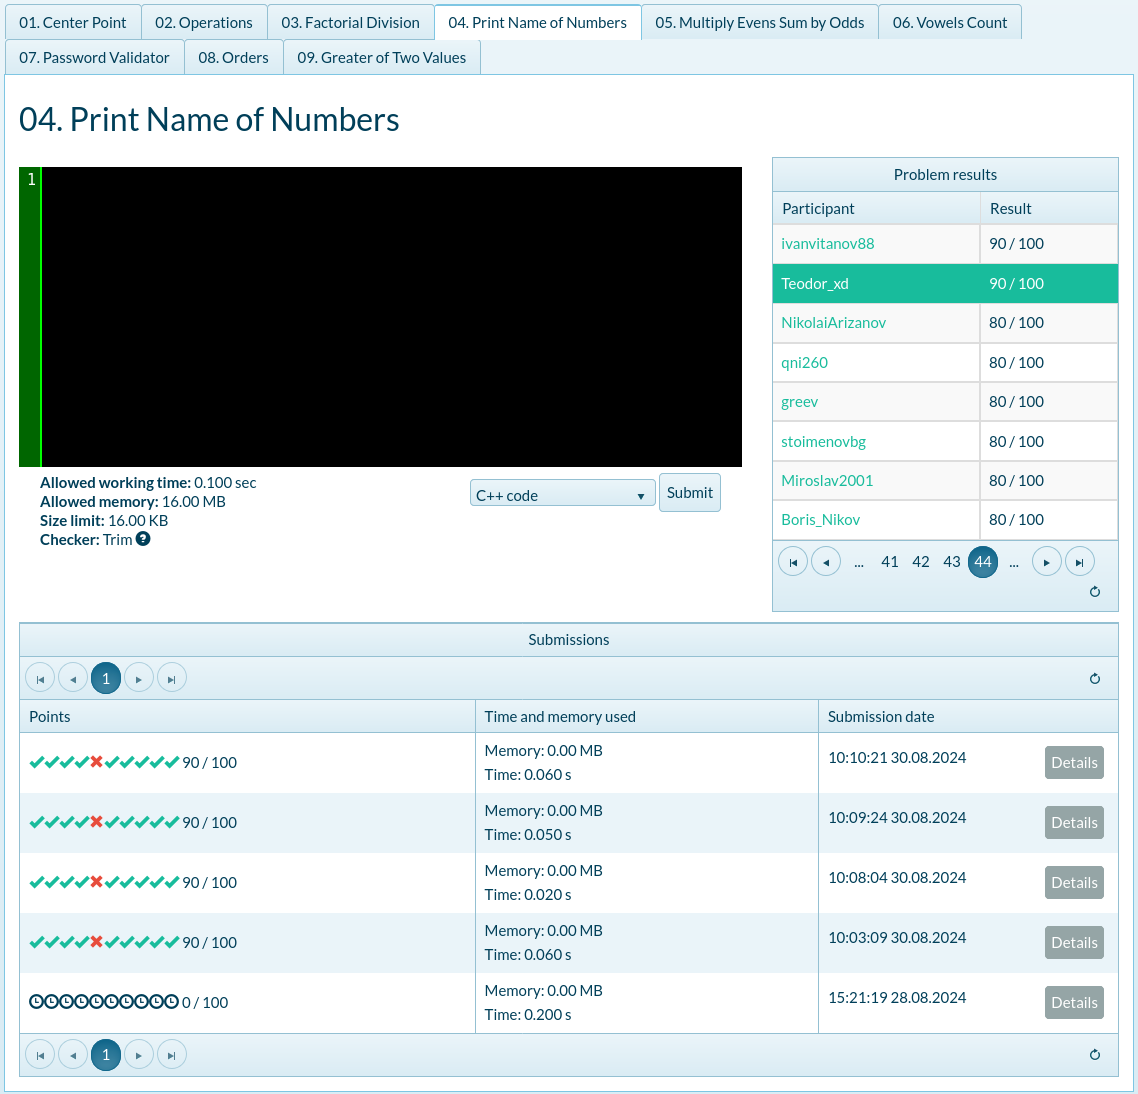 01. Center Point 02. Operations 03. Factorial Division 04. Print Name of Numbers 05. Multiply Evens Sum by Odds 06. Vowels Count
07. Password Validator 08. Orders 09. Greater of Two Values
04. Print Name of Numbers
1
Allowed working time: 0.100 sec
Allowed memory: 16.00 MB
Size limit: 16.00 KB
Checker: Trim ?
C++ code Submit
Problem results
Participant Result
ivanvitanov88 90 / 100
Teodor_xd 90 / 100
NikolaiArizanov 80 / 100
qni260 80 / 100
greev 80 / 100
stoimenovbg 80 / 100
Miroslav2001 80 / 100
Boris_Nikov 80 / 100
... 41 42 43 44 ...
Submissions
1
Points Time and memory used Submission date
90 / 100 Memory: 0.00 MB 10:10:21 30.08.2024 Details
Time: 0.060 s
90 / 100 Memory: 0.00 MB 10:09:24 30.08.2024 Details
Time: 0.050 s
90 / 100 Memory: 0.00 MB 10:08:04 30.08.2024 Details
Time: 0.020 s
90 / 100 Memory: 0.00 MB 10:03:09 30.08.2024 Details
Time: 0.060 s
0 / 100 Memory: 0.00 MB 15:21:19 28.08.2024 Details
Time: 0.200 s
1